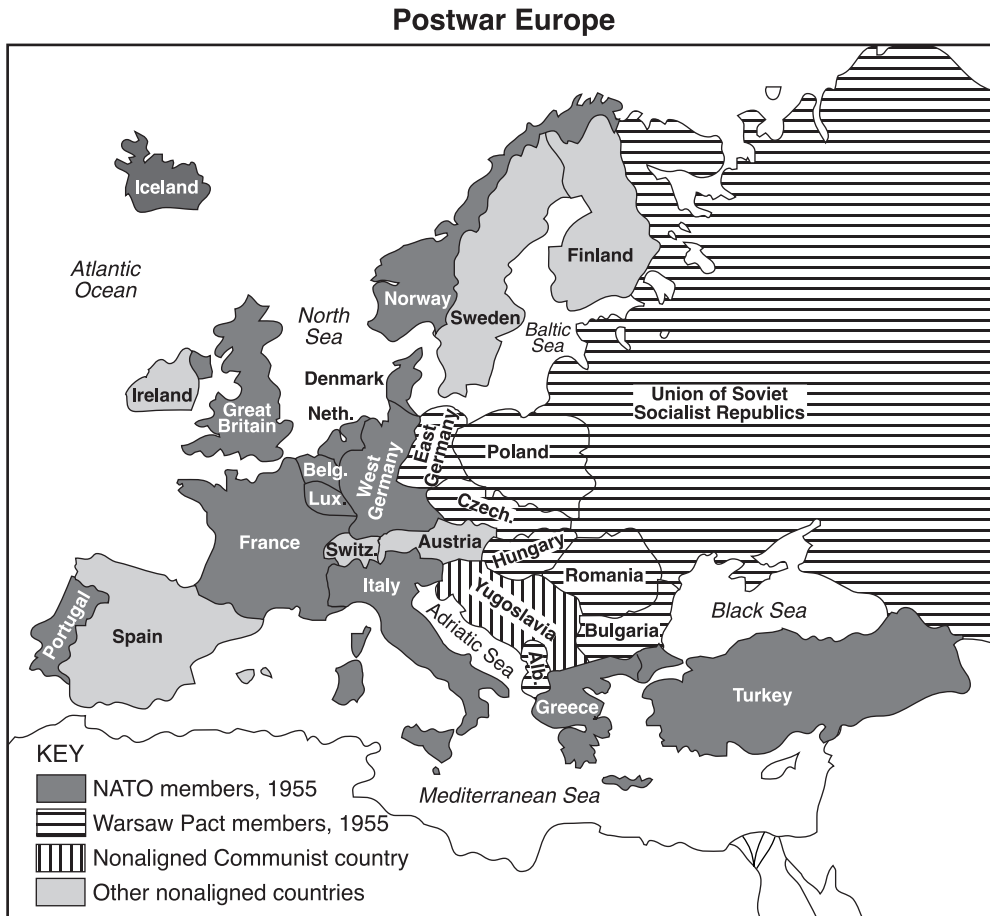 Postwar Europe
Iceland
Atlantic
Ocean
North
Sea
Norway
Sweden
Finland
Baltic
Sea
Denmark
Ireland
Great
Britain
Neth.
Belg.
Lux.
West
Germany
East
Germany
Poland
Union of Soviet
Socialist Republics
Czech.
France
Switz.
Austria
Hungary
Romania
Italy
Yugoslavia
Bulgaria
Black Sea
Adriatic Sea
Alb.
Portugal
Spain
Greece
Turkey
Mediterranean Sea
KEY
NATO members, 1955
Warsaw Pact members, 1955
Nonaligned Communist country
Other nonaligned countries